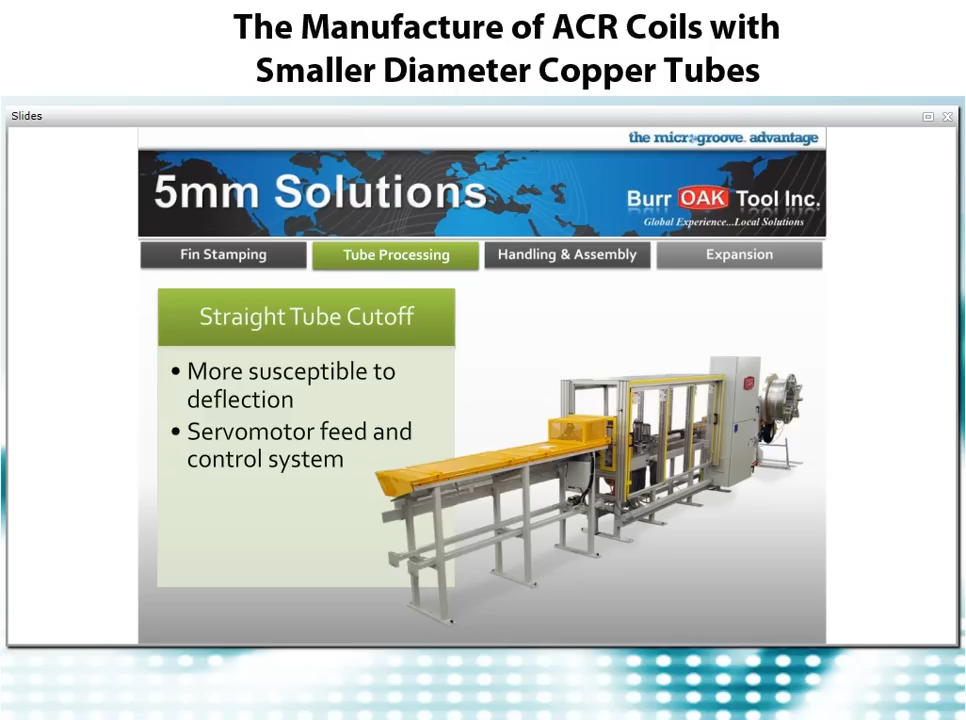 The Manufacture of ACR Coils with
Smaller Diameter Copper Tubes
Slides
the microgroove advantage
5mm Solutions
Burr OAK Tool Inc.
Global Experience...Local Solutions
Fin Stamping
Tube Processing
Handling & Assembly
Expansion
Straight Tube Cutoff
• More susceptible to
deflection
• Servomotor feed and
control system